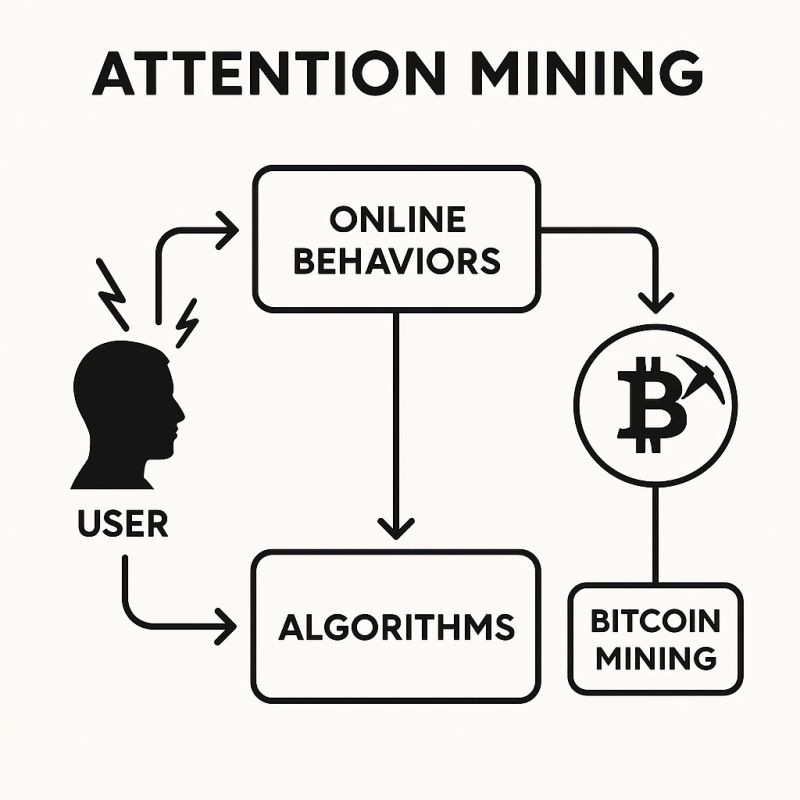 ATTENTION MINING
ONLINE
BEHAVIORS
USER
ALGORITHMS
BITCOIN
MINING